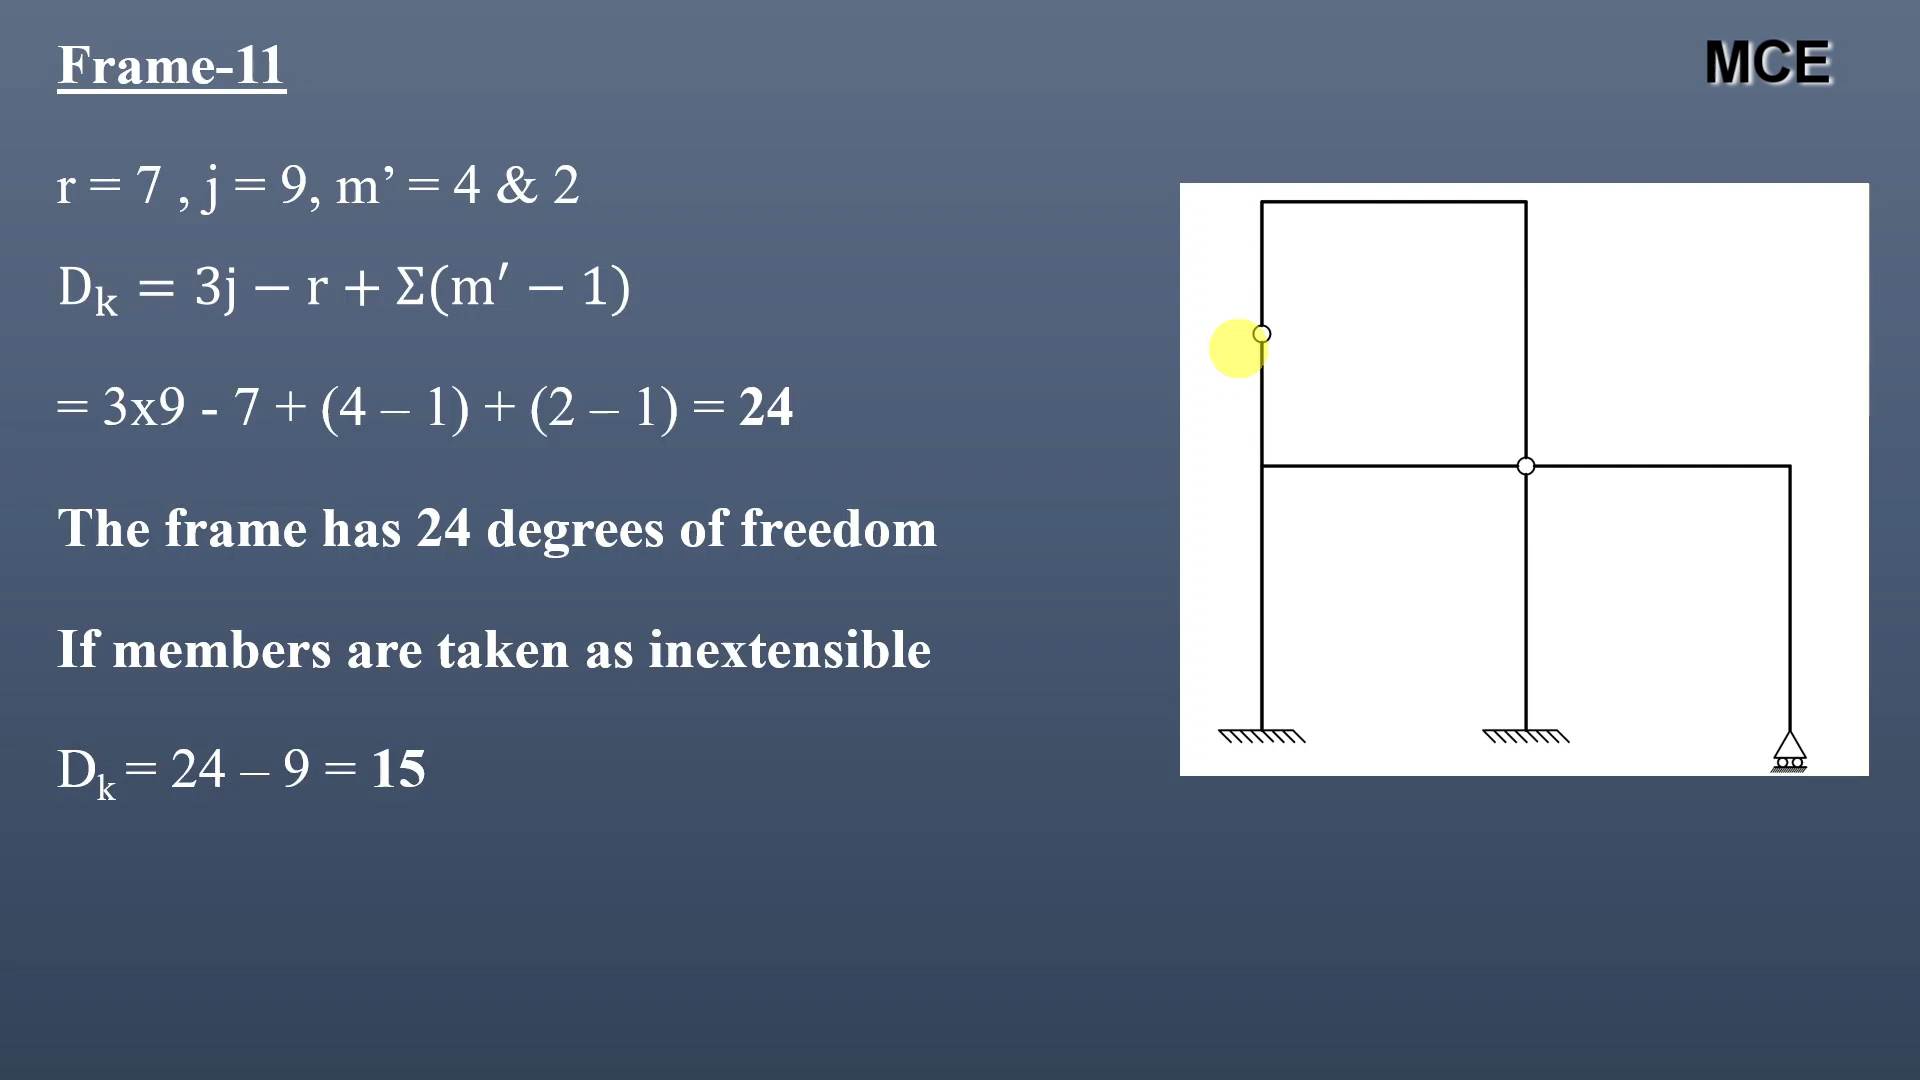 Frame-11
MCE
r = 7 , j = 9, m’ = 4 & 2
Dₖ = 3j − r + Σ(m′ − 1)
= 3x9 - 7 + (4 – 1) + (2 – 1) = 24
The frame has 24 degrees of freedom
If members are taken as inextensible
Dₖ = 24 – 9 = 15